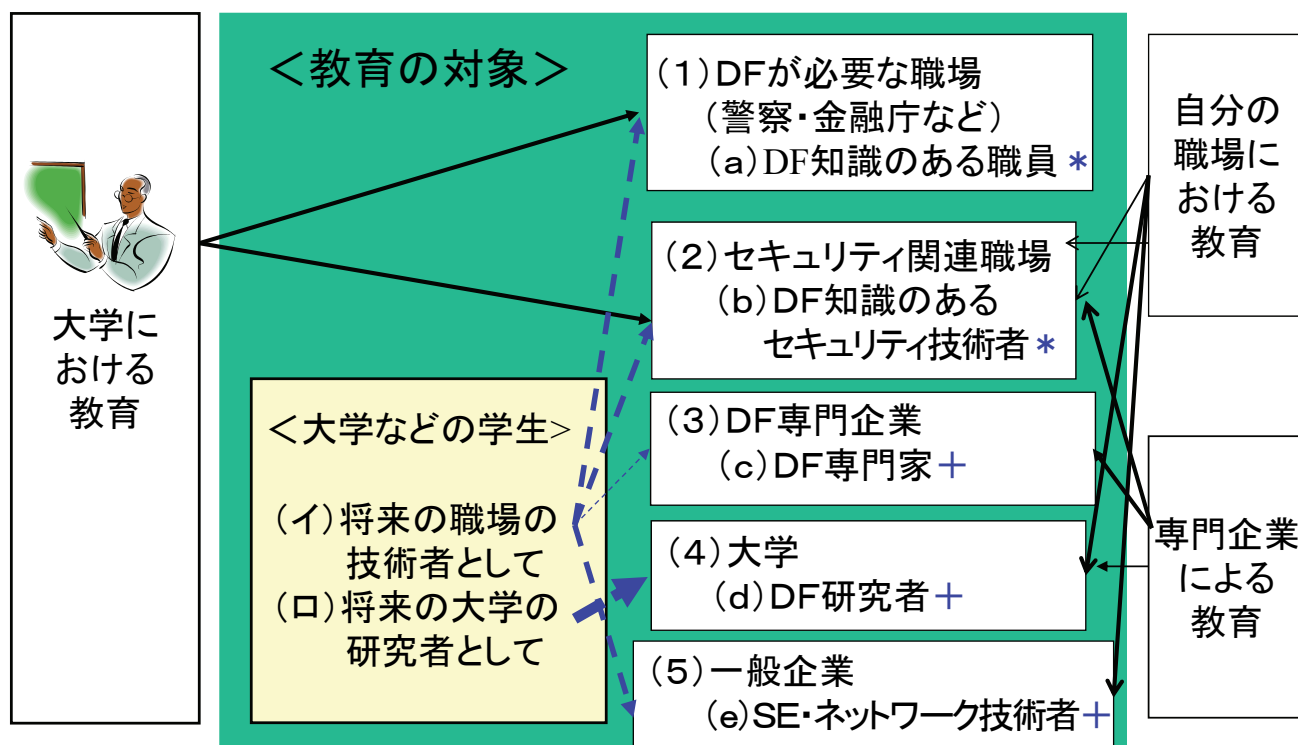 大学に
おける
教育
＜教育の対象＞
（１）ＤＦが必要な職場
（警察・金融庁など）
（ａ）DF知識のある職員＊
（２）セキュリティ関連職場
（ｂ）ＤＦ知識のある
セキュリティ技術者＊
（３）ＤＦ専門企業
（ｃ）ＤＦ専門家＋
（４）大学
（ｄ）ＤＦ研究者＋
（５）一般企業
（ｅ）ＳＥ・ネットワーク技術者＋
＜大学などの学生>
（イ）将来の職場の
技術者として
（ロ）将来の大学の
研究者として
自分の
職場に
おける
教育
専門企業
による
教育